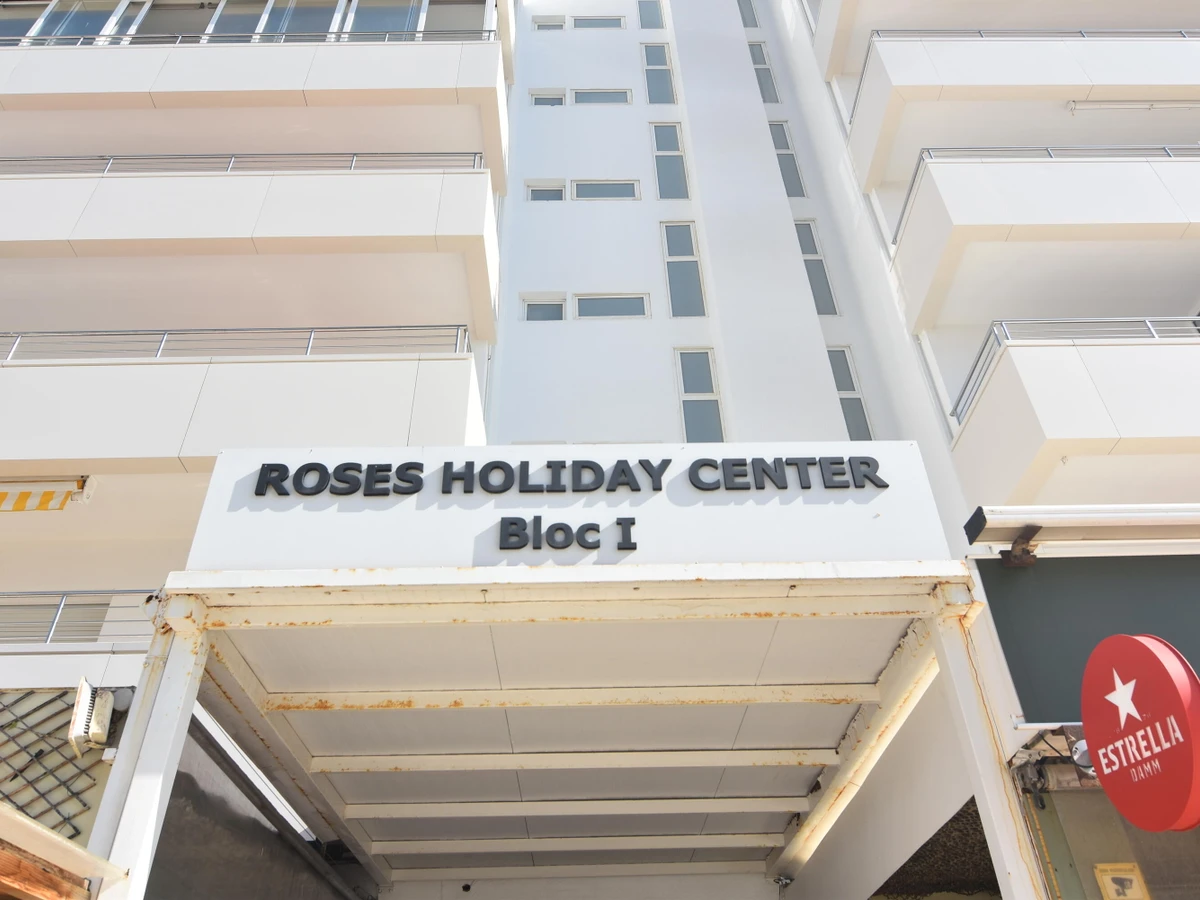 ROSES HOLIDAY CENTER
Bloc I
ESTRELLA
DAMM